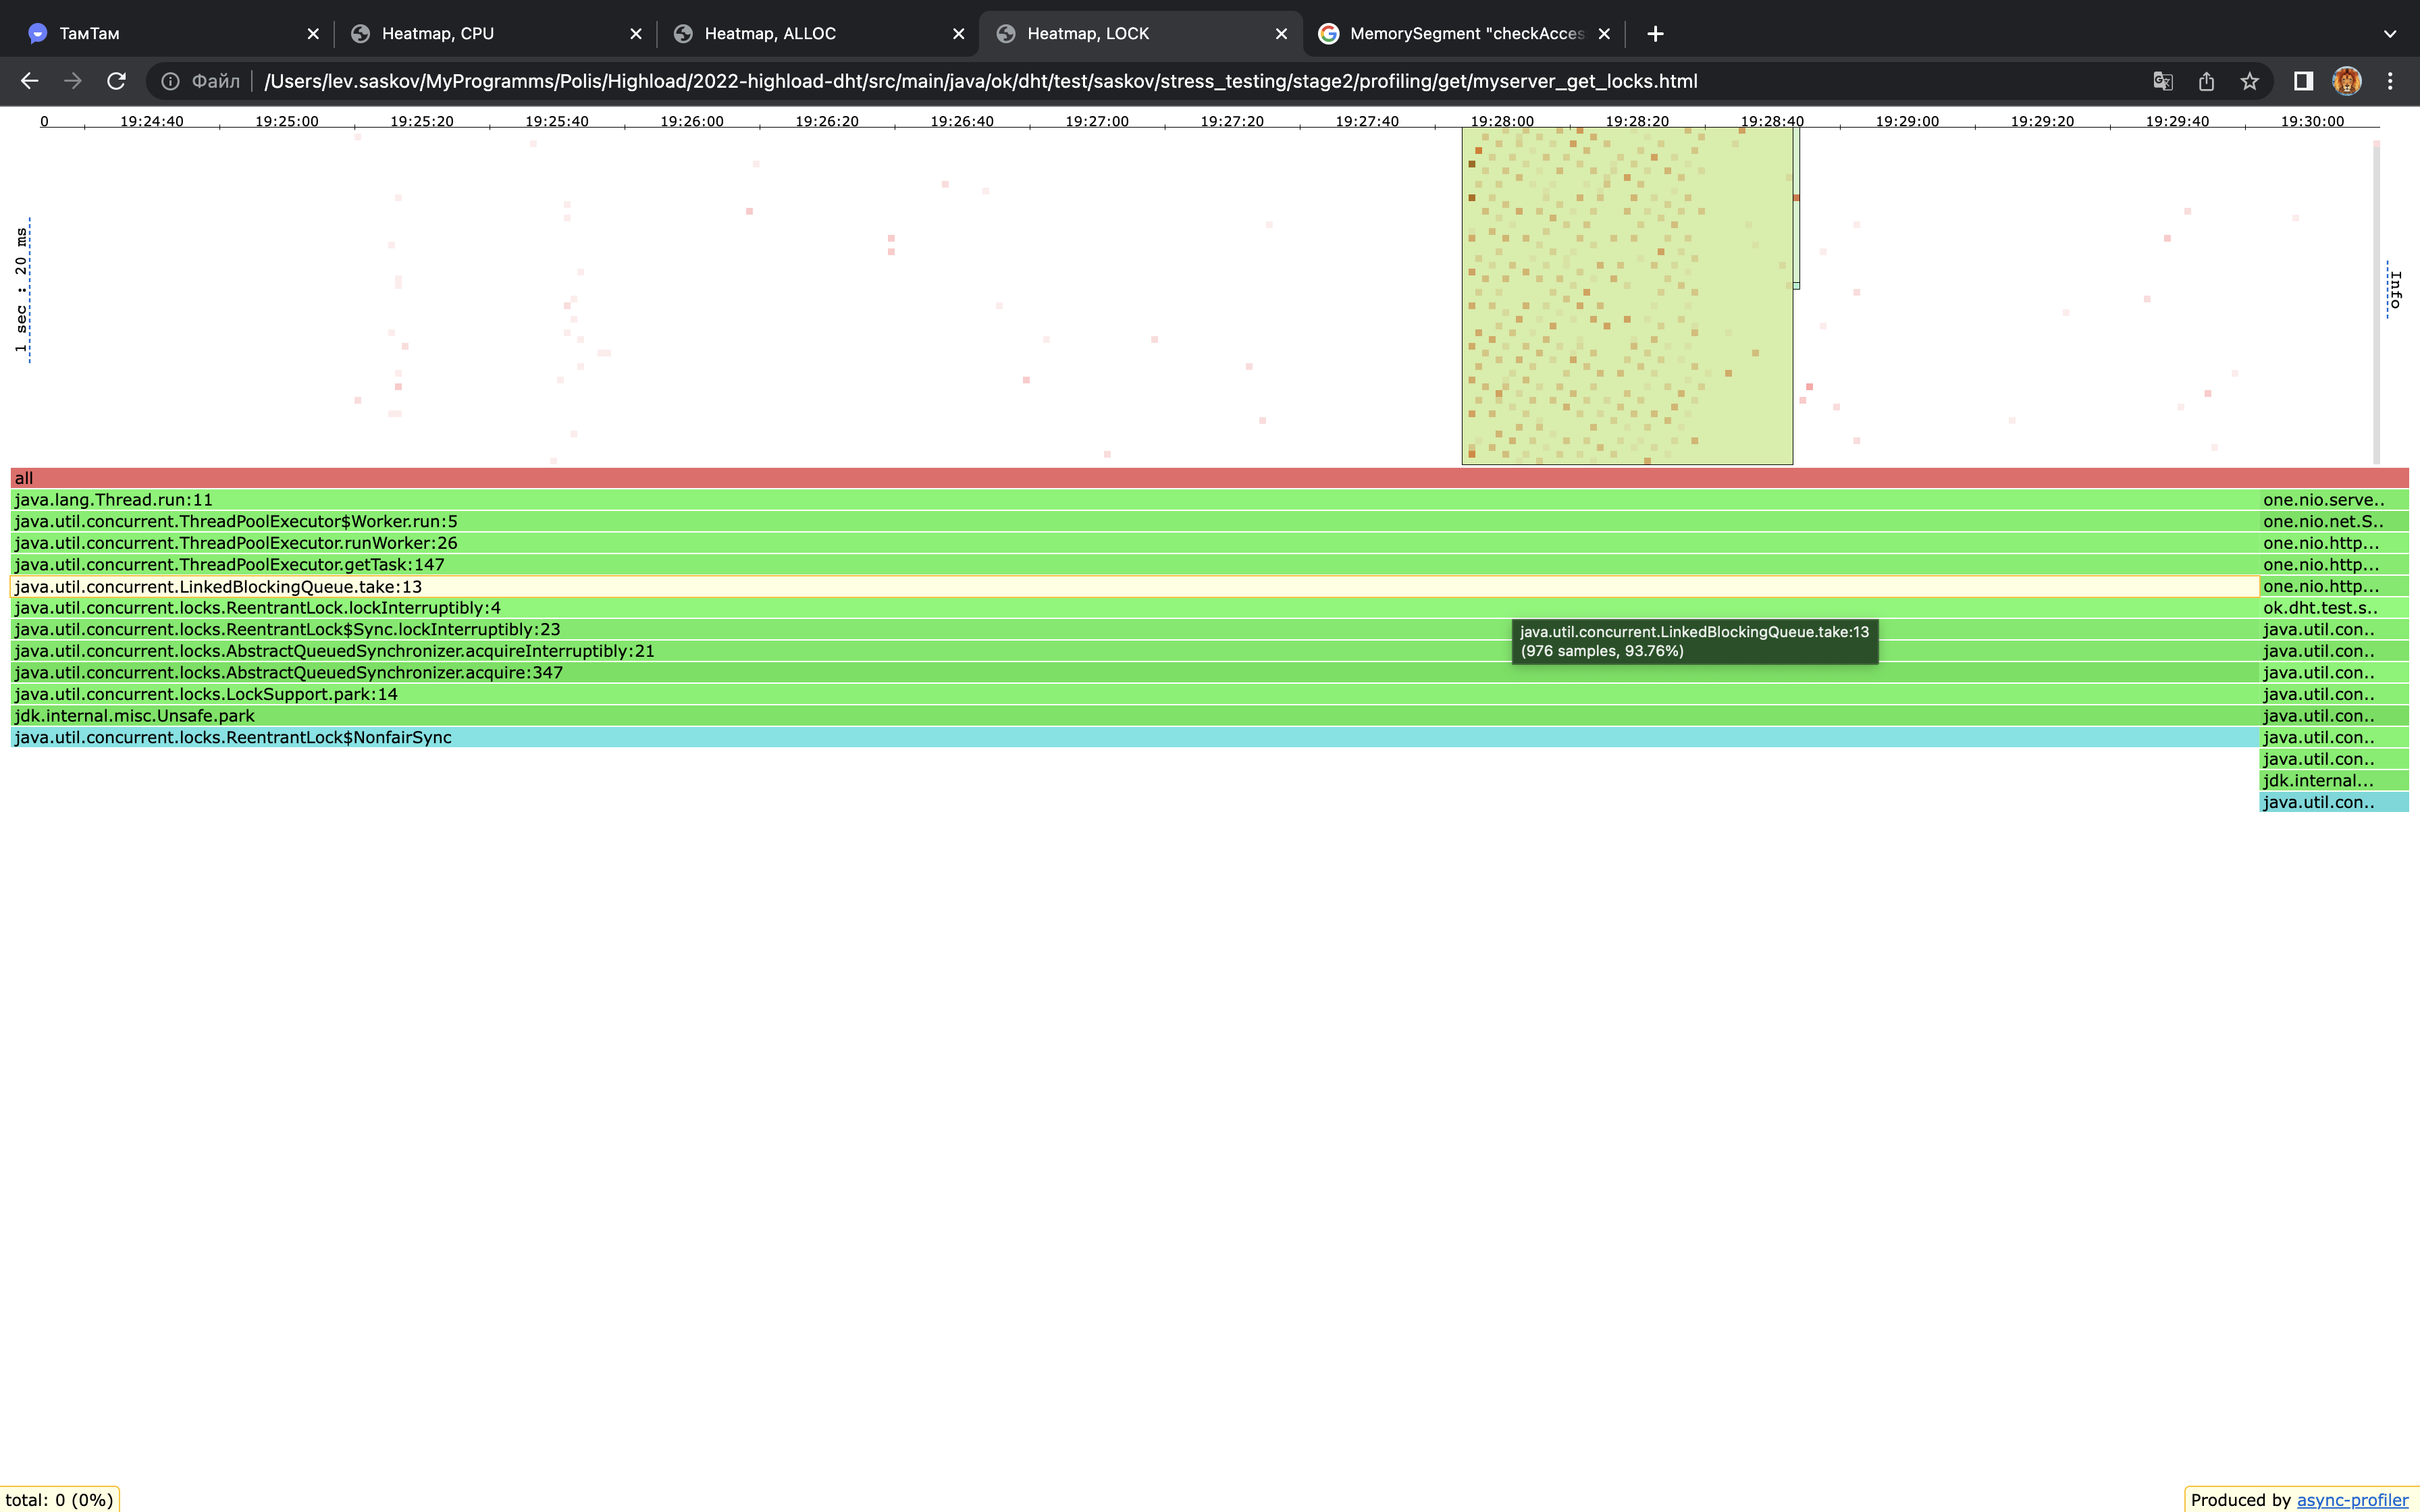 ТамТам
Heatmap, CPU
Heatmap, ALLOC
Heatmap, LOCK
MemorySegment "checkAcces
Файл
/Users/lev.saskov/MyProgramms/Polis/Highload/2022-highload-dht/src/main/java/ok/dht/test/saskov/stress_testing/stage2/profiling/get/myserver_get_locks.html
0 19:24:40 19:25:00 19:25:20 19:25:40 19:26:00 19:26:20 19:26:40 19:27:00 19:27:20 19:27:40 19:28:00 19:28:20 19:28:40 19:29:00 19:29:20 19:29:40 19:30:00
1 sec : 20 ms
Info
all
java.lang.Thread.run:11
one.nio.serve..
java.util.concurrent.ThreadPoolExecutor$Worker.run:5
one.nio.net.S..
java.util.concurrent.ThreadPoolExecutor.runWorker:26
one.nio.http...
java.util.concurrent.ThreadPoolExecutor.getTask:147
one.nio.http...
java.util.concurrent.LinkedBlockingQueue.take:13
one.nio.http...
java.util.concurrent.locks.ReentrantLock.lockInterruptibly:4
ok.dht.test.s..
java.util.concurrent.locks.ReentrantLock$Sync.lockInterruptibly:23
java.util.con..
java.util.concurrent.locks.AbstractQueuedSynchronizer.acquireInterruptibly:21
java.util.con..
java.util.concurrent.locks.AbstractQueuedSynchronizer.acquire:347
java.util.con..
java.util.concurrent.locks.LockSupport.park:14
java.util.con..
jdk.internal.misc.Unsafe.park
java.util.con..
java.util.concurrent.locks.ReentrantLock$NonfairSync
java.util.con..
java.util.con..
jdk.internal...
java.util.con..
java.util.concurrent.LinkedBlockingQueue.take:13
(976 samples, 93.76%)
total: 0 (0%)
Produced by async-profiler